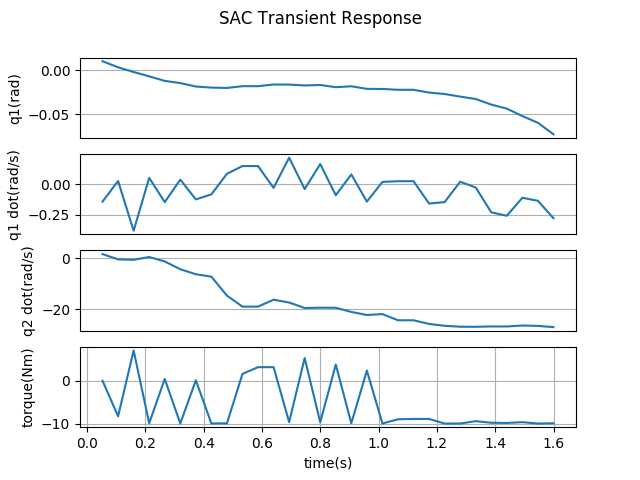 SAC Transient Response
q1(rad)
0.00
−0.05
q1 dot(rad/s)
0.00
−0.25
q2 dot(rad/s)
0
−20
torque(Nm)
0
−10
0.0 0.2 0.4 0.6 0.8 1.0 1.2 1.4 1.6
time(s)